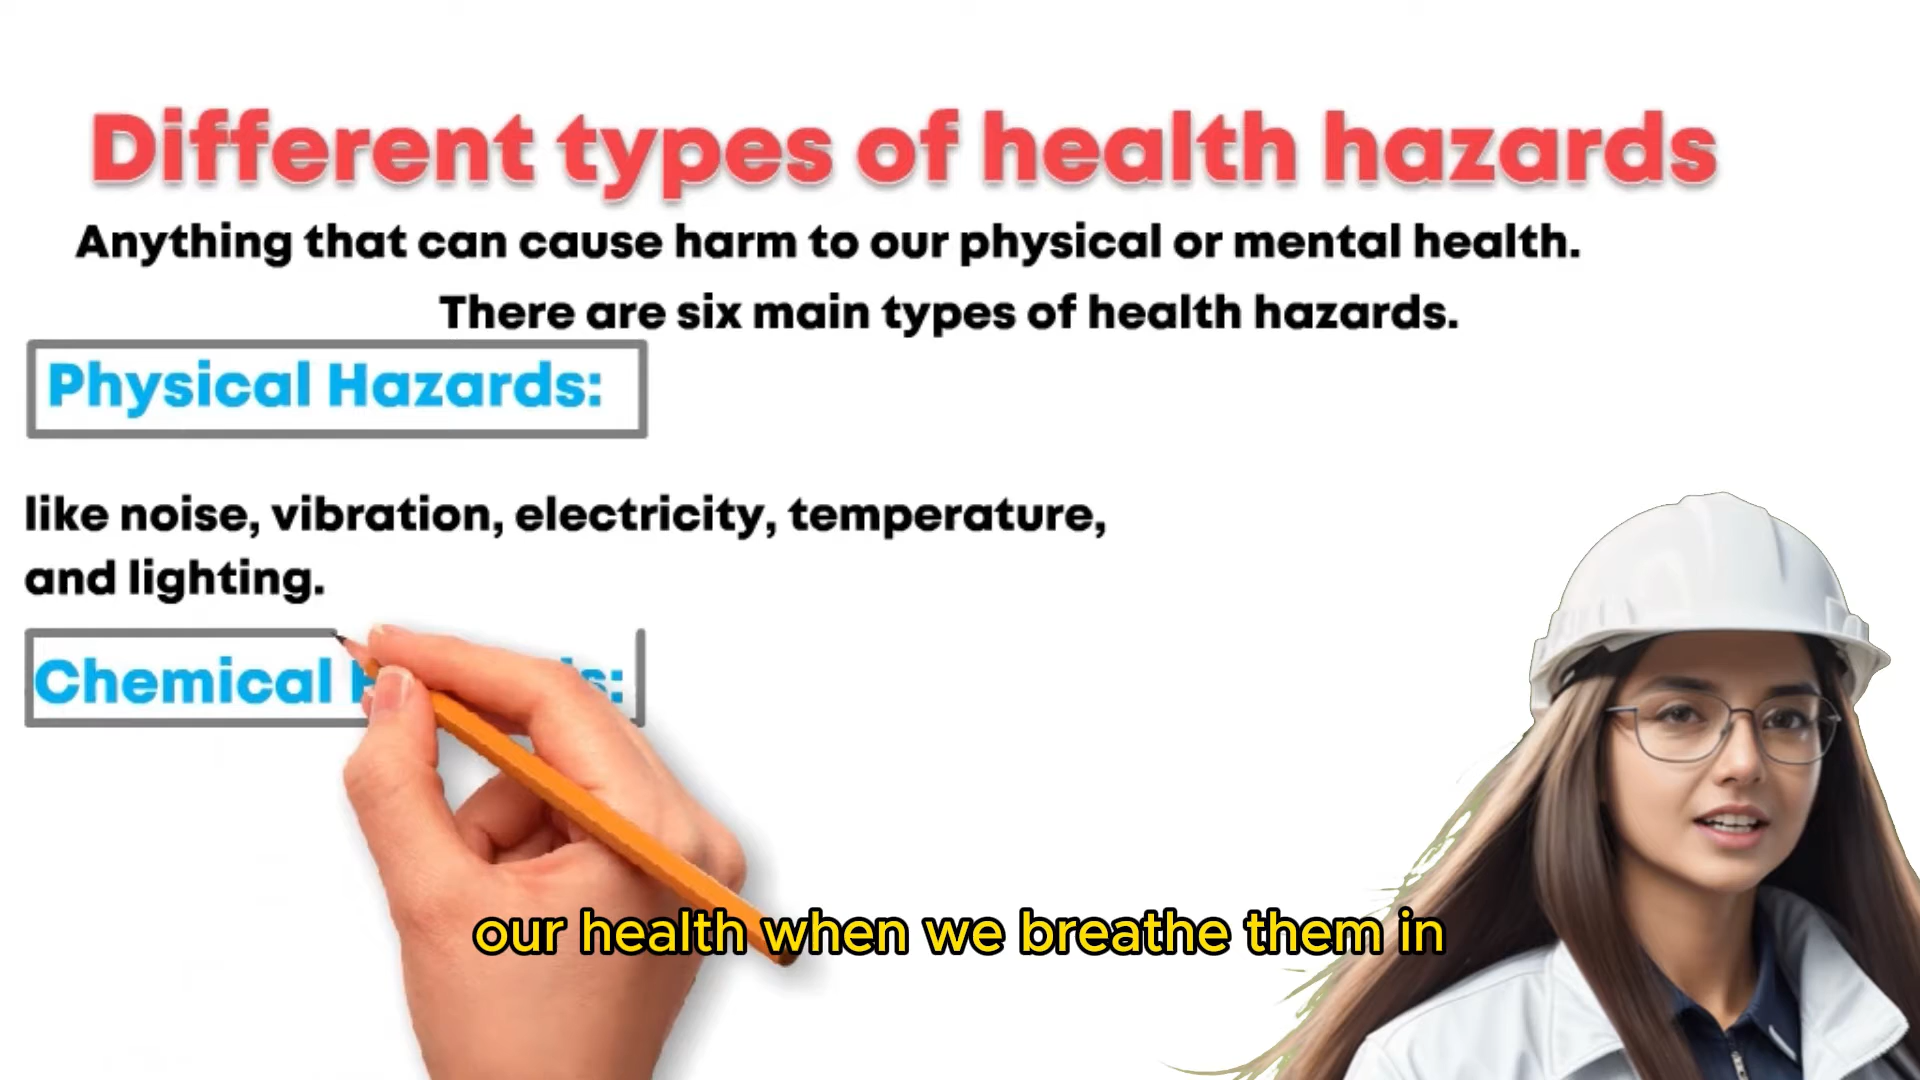 Different types of health hazards
Anything that can cause harm to our physical or mental health.
There are six main types of health hazards.
Physical Hazards:
like noise, vibration, electricity, temperature,
and lighting.
Chemical
our health when we breathe them in